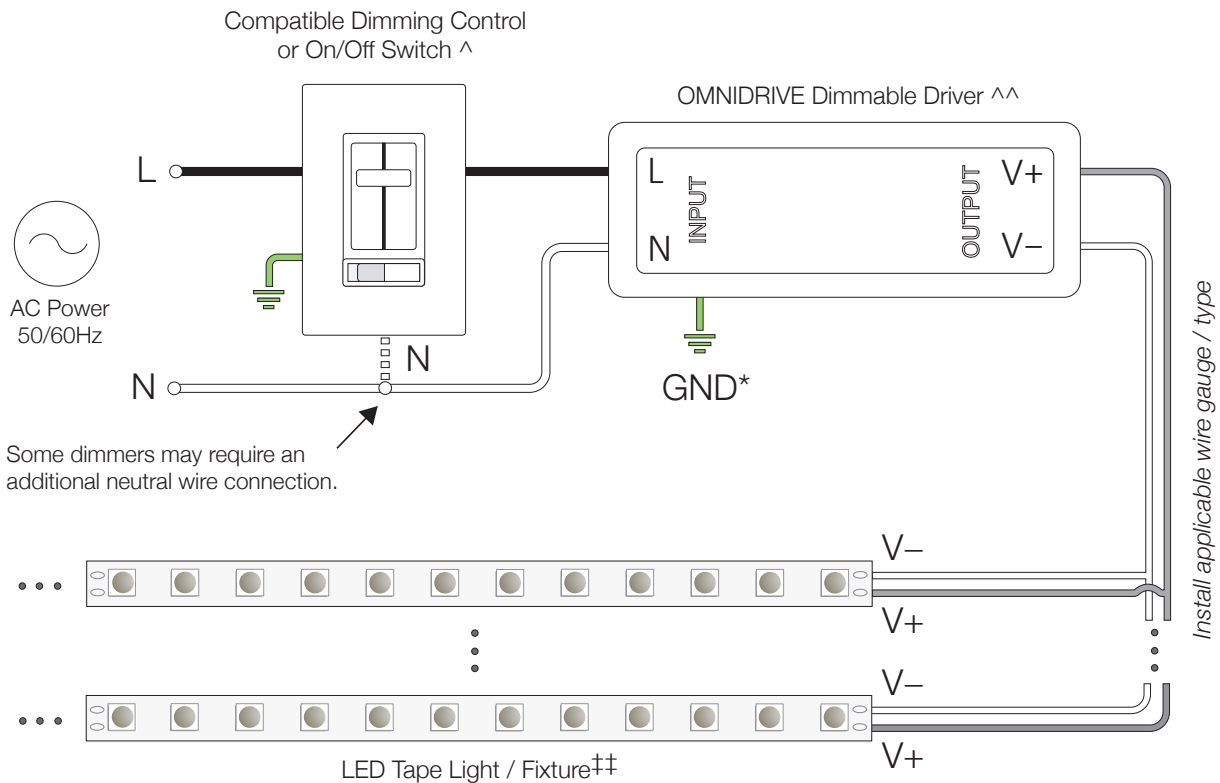 Compatible Dimming Control
or On/Off Switch ^
OMNIDRIVE Dimmable Driver ^^
L
L
INPUT
N
OUTPUT
V+
V–
AC Power
50/60Hz
N
N
GND*
Some dimmers may require an
additional neutral wire connection.
Install applicable wire gauge / type
V–
V+
V–
V+
LED Tape Light / Fixture‡‡